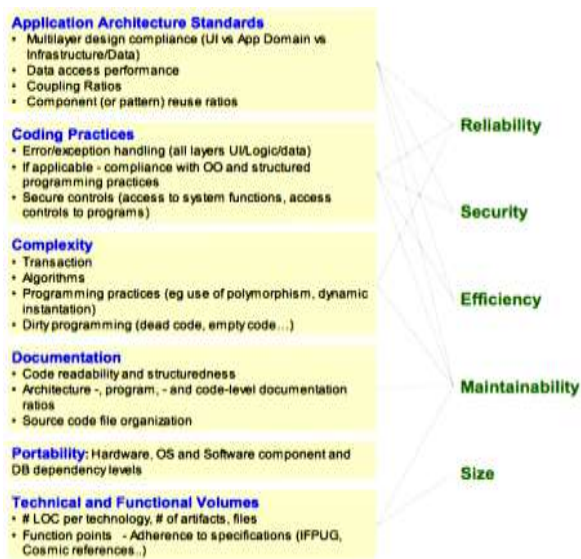 Application Architecture Standards
• Multilayer design compliance (UI vs App Domain vs
Infrastructure/Data)
• Data access performance
• Coupling Ratios
• Component (or pattern) reuse ratios
Coding Practices
• Error/exception handling (all layers UI/Logic/data)
• If applicable - compliance with OO and structured
programming practices
• Secure controls (access to system functions, access
controls to programs)
Complexity
• Transaction
• Algorithms
• Programming practices (eg use of polymorphism, dynamic
instantation)
• Dirty programming (dead code, empty code…)
Documentation
• Code readability and structuredness
• Architecture -, program, - and code-level documentation
ratios
• Source code file organization
Portability: Hardware, OS and Software component and
DB dependency levels
Technical and Functional Volumes
• # LOC per technology, # of artifacts, files
• Function points - Adherence to specifications (IFPUG,
Cosmic references..)
Reliability
Security
Efficiency
Maintainability
Size